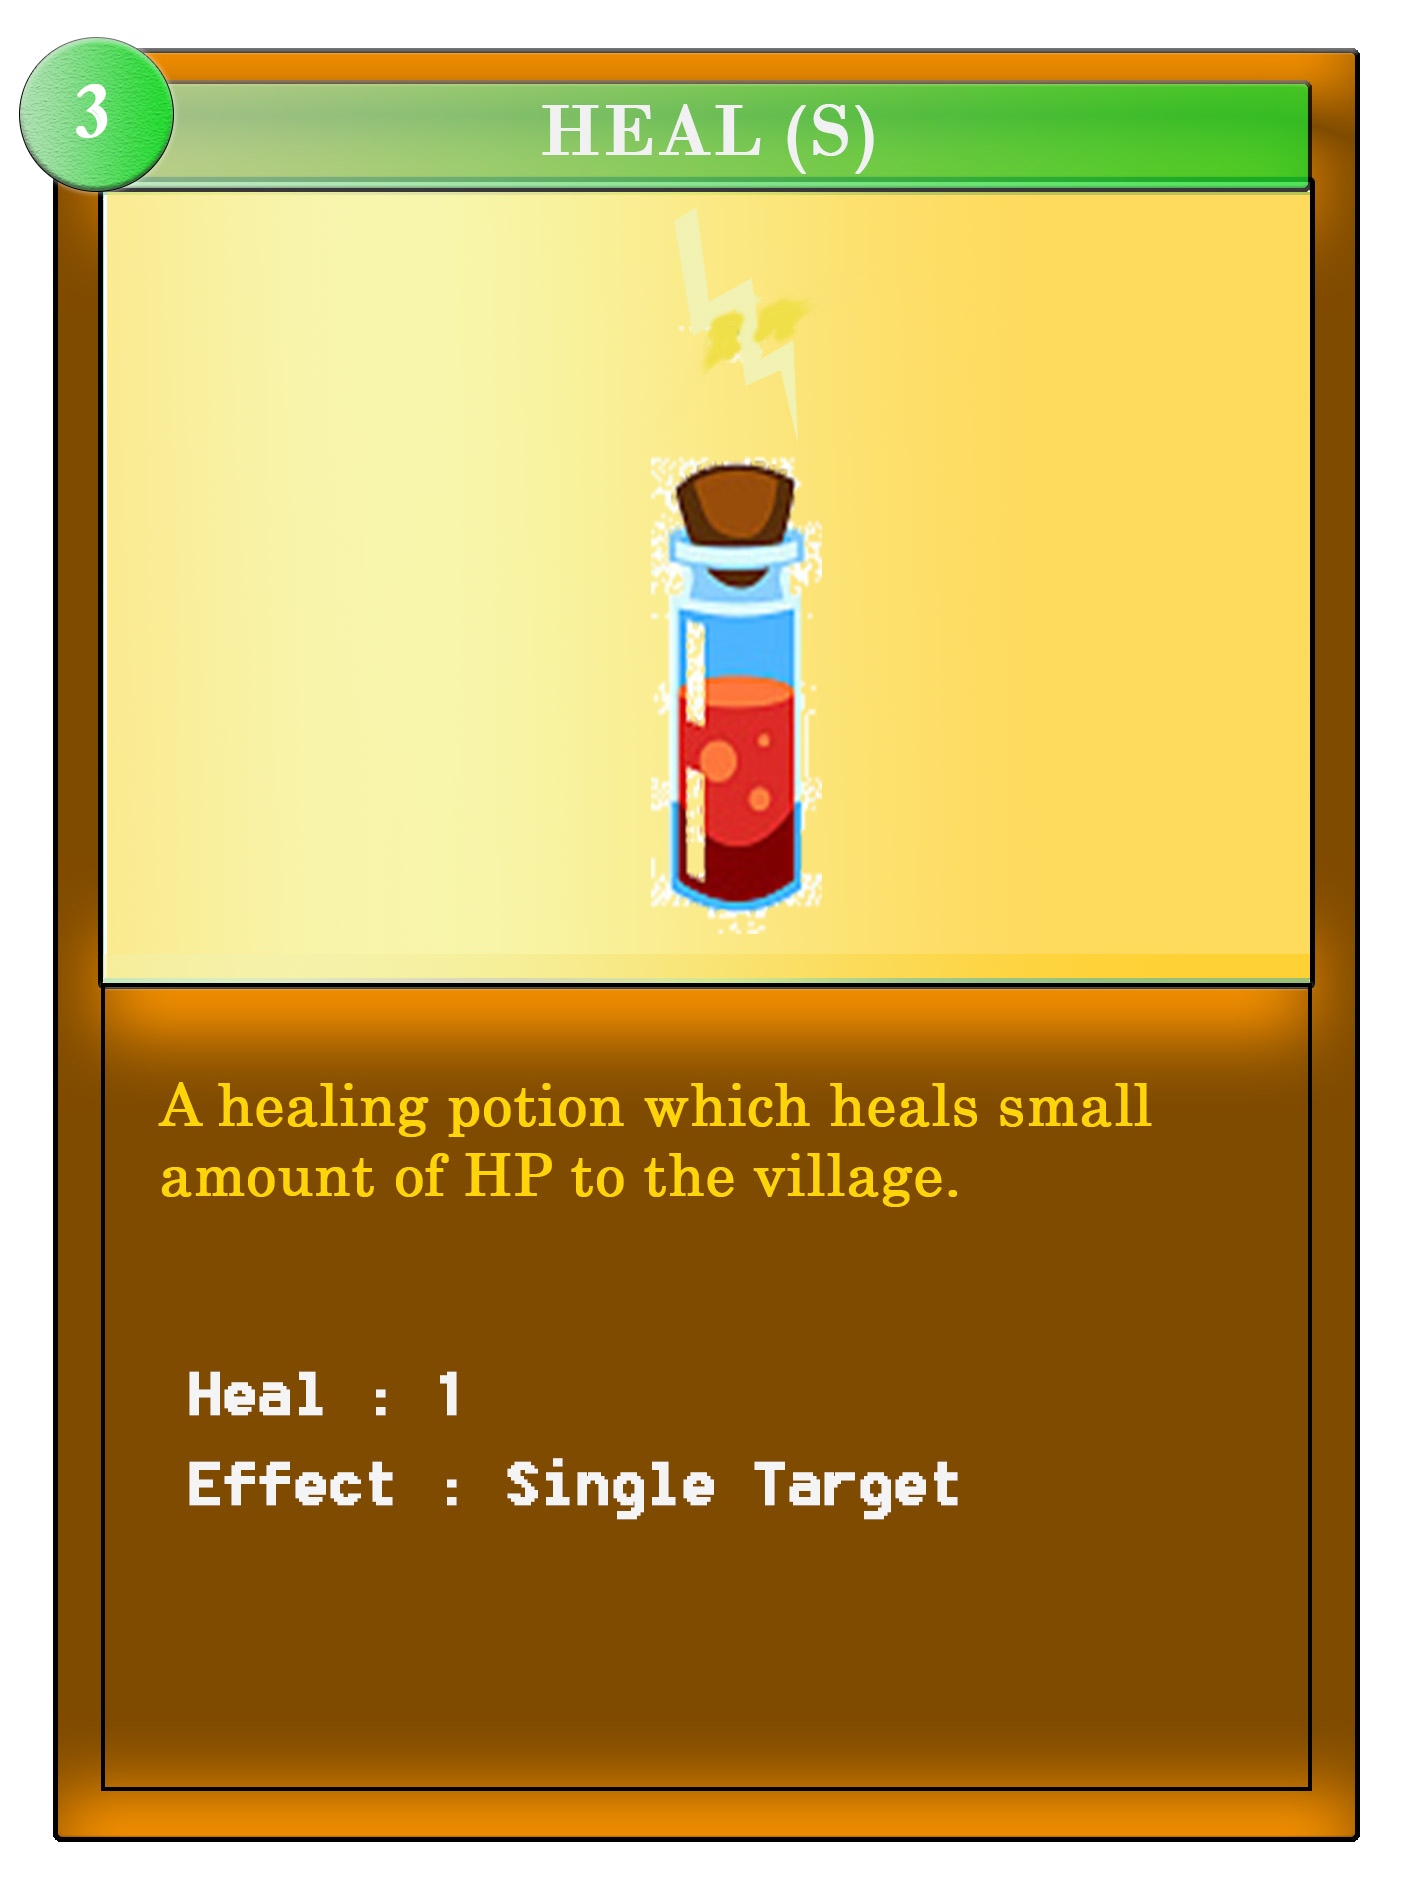 3
HEAL (S)
A healing potion which heals small
amount of HP to the village.
Heal : 1
Effect : Single Target